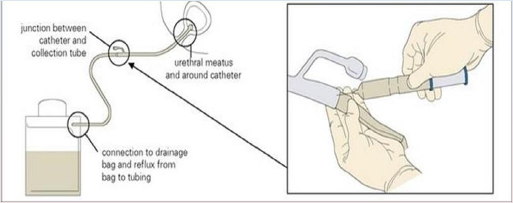 junction between
catheter and
collection tube
urethral meatus
and around catheter
connection to drainage
bag and reflux from
bag to tubing